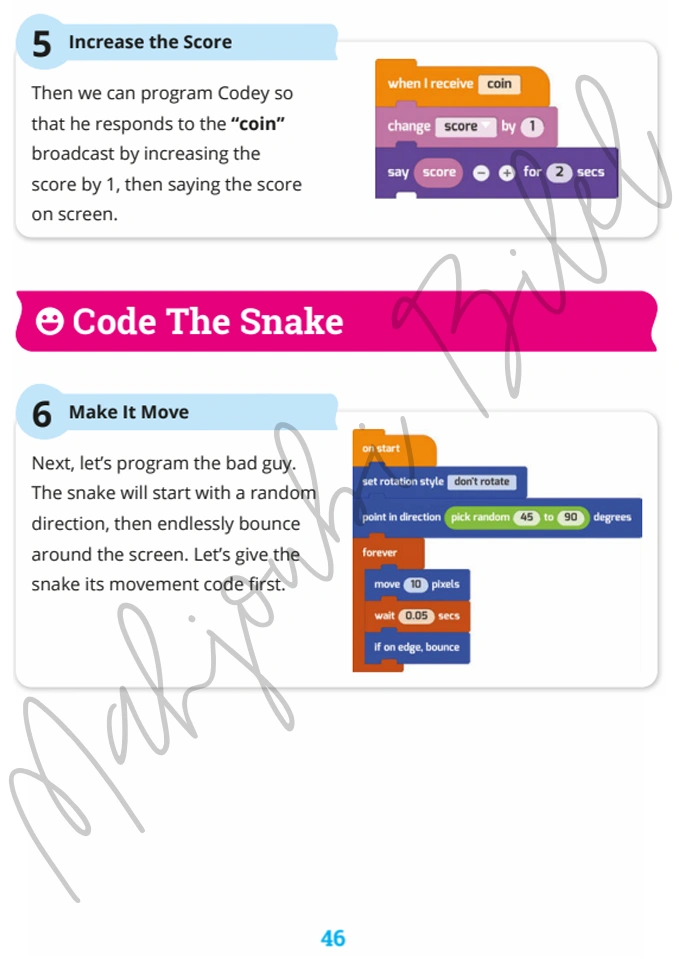 5 Increase the Score
Then we can program Codey so
that he responds to the “coin”
broadcast by increasing the
score by 1, then saying the score
on screen.
when I receive coin
change score by 1
say score - + for 2 secs
Code The Snake
6 Make It Move
Next, let’s program the bad guy.
The snake will start with a random
direction, then endlessly bounce
around the screen. Let’s give the
snake its movement code first.
on start
set rotation style don't rotate
point in direction pick random 45 to 90 degrees
forever
move 10 pixels
wait 0.05 secs
if on edge, bounce
Mahjoubi Bilel
46